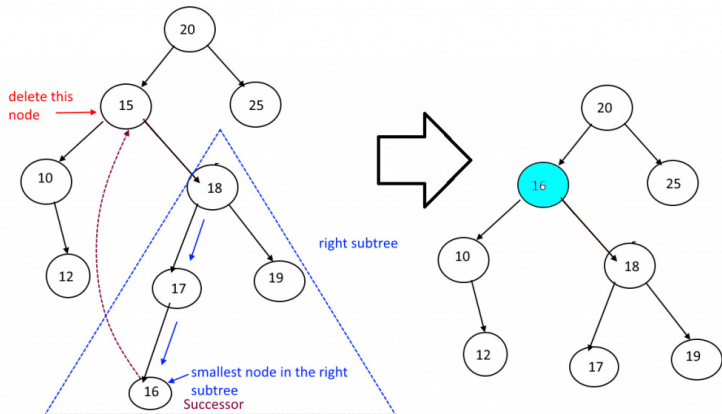 20
delete this
node
15
25
20
10
18
16
25
right subtree
12
17
19
10
18
16
smallest node in the right
subtree
Successor
12
17
19